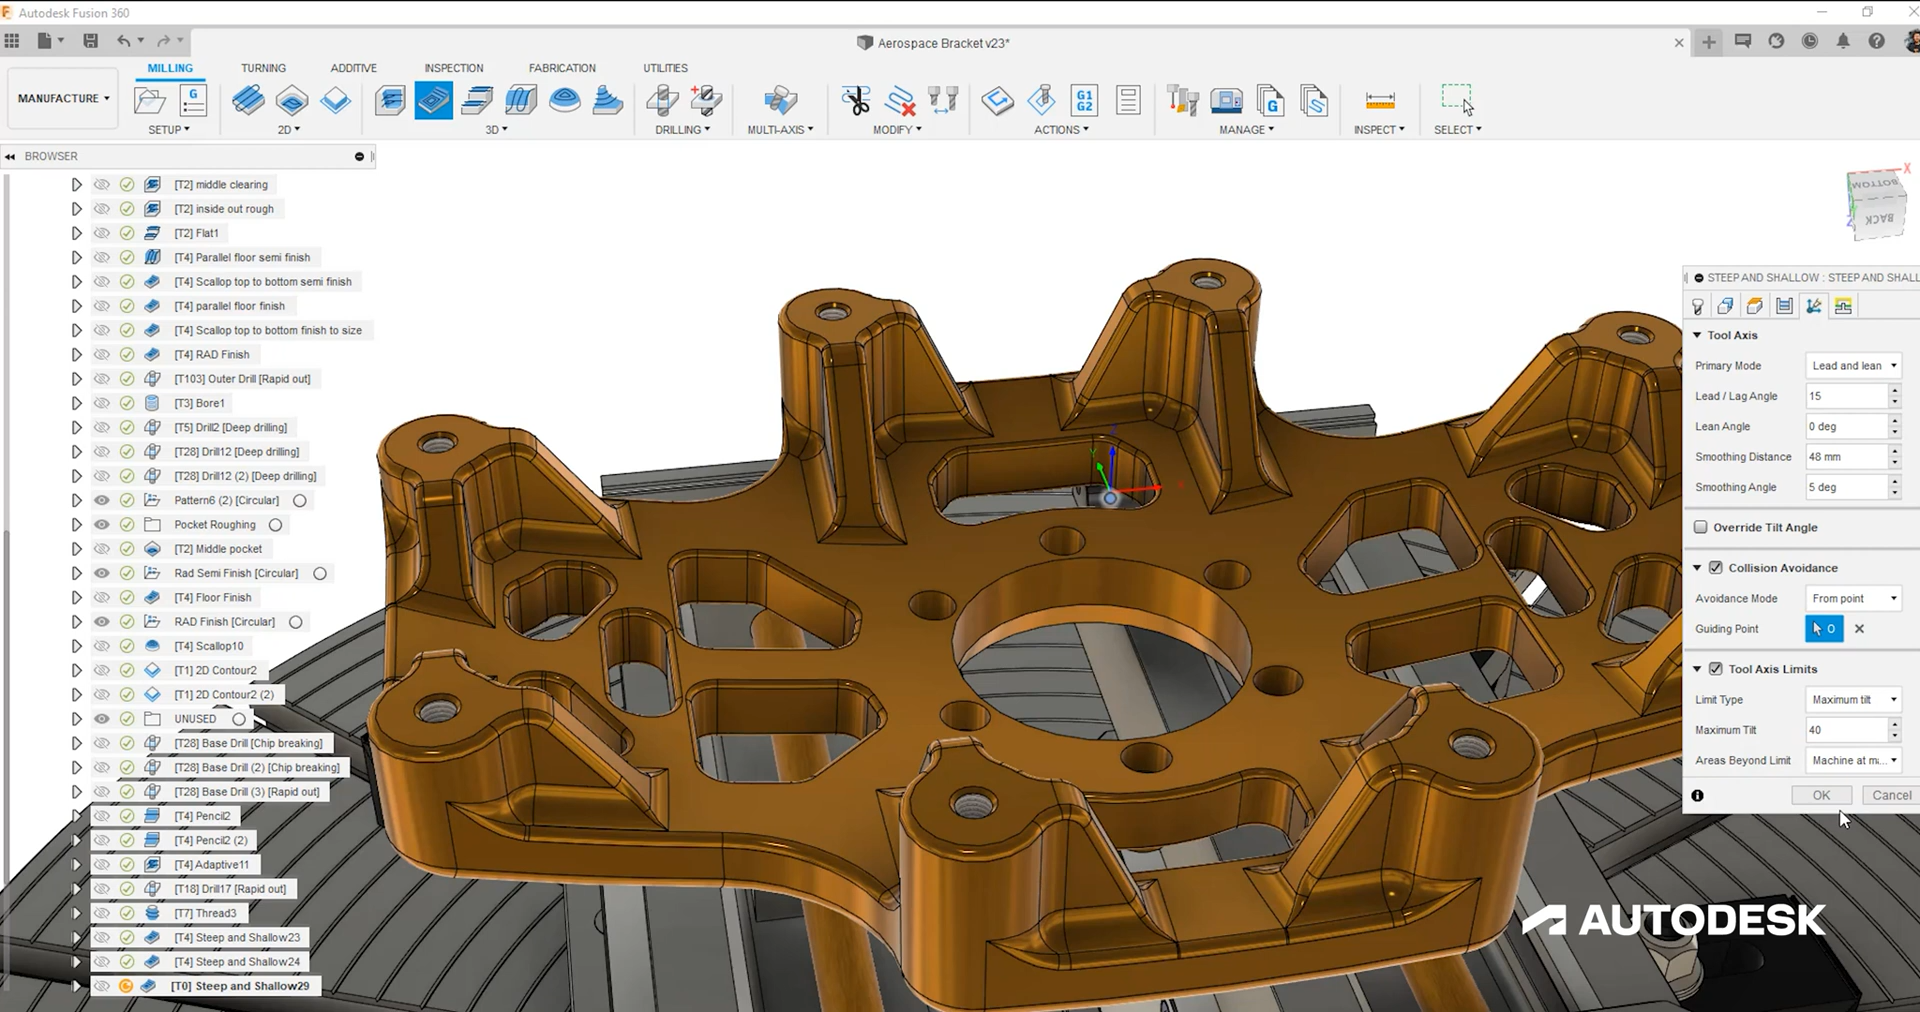 Autodesk Fusion 360
Aerospace Bracket v23*
MANUFACTURE
MILLING
TURNING
ADDITIVE
INSPECTION
FABRICATION
UTILITIES
G
G1
G2
G
SETUP
2D
3D
DRILLING
MULTI-AXIS
MODIFY
ACTIONS
MANAGE
INSPECT
SELECT
BROWSER
[T2] middle clearing
[T2] inside out rough
[T2] Flat1
[T4] Parallel floor semi finish
[T4] Scallop top to bottom semi finish
[T4] parallel floor finish
[T4] Scallop top to bottom finish to size
[T4] RAD Finish
[T103] Outer Drill [Rapid out]
[T3] Bore1
[T5] Drill2 [Deep drilling]
[T28] Drill12 [Deep drilling]
[T28] Drill12 (2) [Deep drilling]
Pattern6 (2) [Circular]
Pocket Roughing
[T2] Middle pocket
Rad Semi Finish [Circular]
[T4] Floor Finish
RAD Finish [Circular]
[T4] Scallop10
[T1] 2D Contour2
[T1] 2D Contour2 (2)
UNUSED
[T28] Base Drill [Chip breaking]
[T28] Base Drill (2) [Chip breaking]
[T28] Base Drill (3) [Rapid out]
[T4] Pencil2
[T4] Pencil2 (2)
[T4] Adaptive11
[T18] Drill17 [Rapid out]
[T7] Thread3
[T4] Steep and Shallow23
[T4] Steep and Shallow24
[T0] Steep and Shallow29
Z
Y
X
X
BOTTOM
BACK
Z
STEEP AND SHALLOW : STEEP AND SHALL
Tool Axis
Primary Mode Lead and lean
Lead / Lag Angle 15
Lean Angle 0 deg
Smoothing Distance 48 mm
Smoothing Angle 5 deg
Override Tilt Angle
Collision Avoidance
Avoidance Mode From point
Guiding Point 0
Tool Axis Limits
Limit Type Maximum tilt
Maximum Tilt 40
Areas Beyond Limit Machine at m...
OK Cancel
AUTODESK